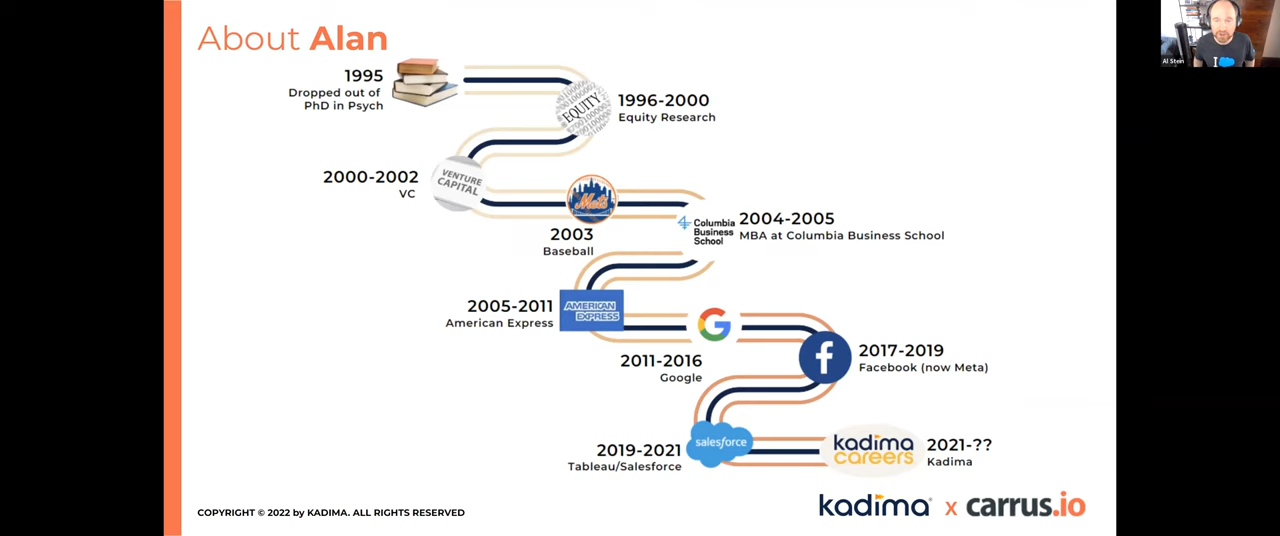 About Alan
1995
Dropped out of
PhD in Psych
EQUITY
1996-2000
Equity Research
2000-2002
VC
VENTURE
CAPITAL
Mets
2003
Baseball
Columbia
Business
School
2004-2005
MBA at Columbia Business School
2005-2011
American Express
AMERICAN
EXPRESS
G
2011-2016
Google
f
2017-2019
Facebook (now Meta)
2019-2021
Tableau/Salesforce
salesforce
kadima
careers
2021-??
Kadima
COPYRIGHT © 2022 by KADIMA. ALL RIGHTS RESERVED
kadima® x carrus.io
Al Stein
I